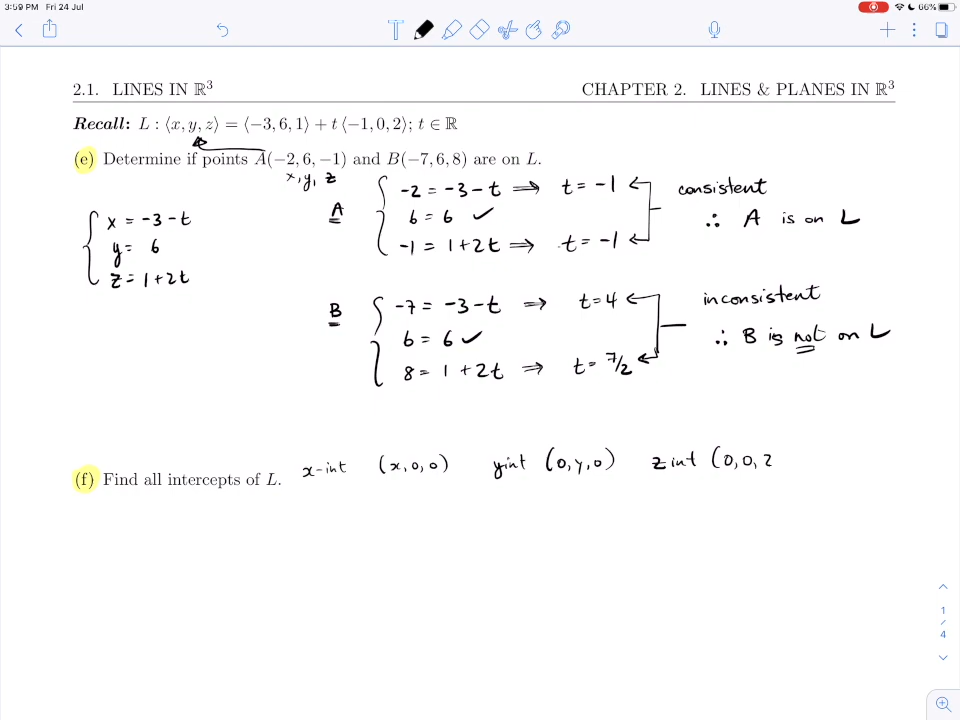 3:59 PM Fri 24 Jul 66%
2.1. LINES IN ℝ³ CHAPTER 2. LINES & PLANES IN ℝ³
Recall: L : ⟨x, y, z⟩ = ⟨−3, 6, 1⟩ + t ⟨−1, 0, 2⟩; t ∈ ℝ
(e) Determine if points A(−2, 6, −1) and B(−7, 6, 8) are on L.
x, y, z
x = -3 - t
y = 6
z = 1 + 2t
A
-2 = -3 - t ⇒ t = -1
6 = 6 ✓
-1 = 1 + 2t ⇒ t = -1
consistent
∴ A is on L
B
-7 = -3 - t ⇒ t = 4
6 = 6 ✓
8 = 1 + 2t ⇒ t = 7/2
inconsistent
∴ B is not on L
(f) Find all intercepts of L.
x-int (x, 0, 0) yint (0, y, 0) z int (0, 0, z
1
/
4